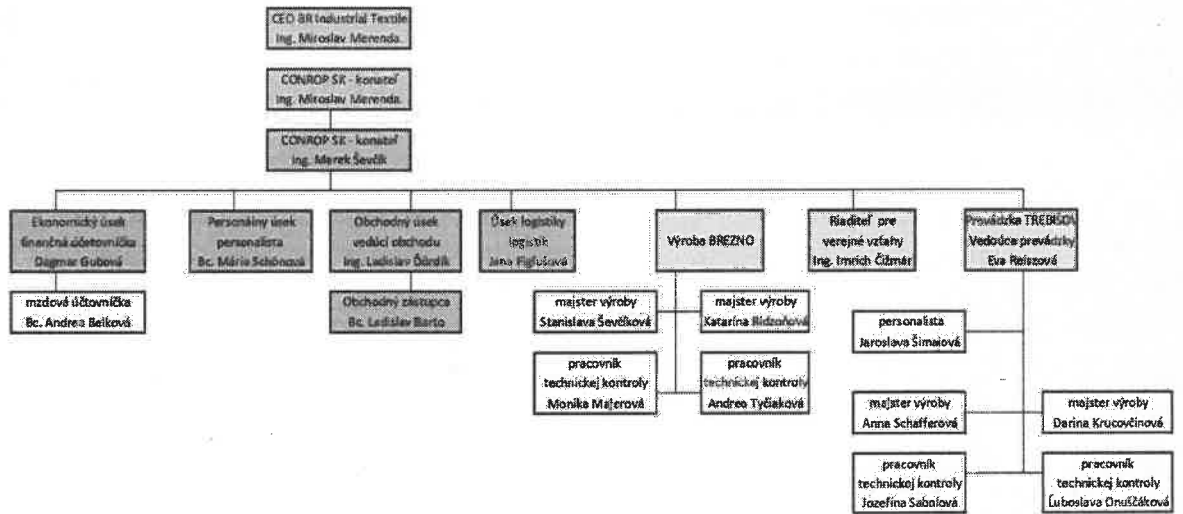 CEO BR Industrial Textile
Ing. Miroslav Merenda
CONROP SK - konateľ
Ing. Miroslav Merenda
CONROP SK - konateľ
Ing. Marek Ševčík
Ekonomický úsek
finančná účtovníčka
Dagmar Gubová
mzdová účtovníčka
Bc. Andrea Belková
Personálny úsek
personalista
Bc. Mária Schönová
Obchodný úsek
vedúci obchodu
Ing. Ladislav
Obchodný zástupca
Bc. Ladislav Barto
Úsek logistiky
logistik
Jana Figľušová
Výroba BREZNO
majster výroby
Stanislava Ševčíková
majster výroby
Katarína Ridzoňová
pracovník
technickej kontroly
Monika Majerová
pracovník
technickej kontroly
Andrea Tyčiaková
Riaditeľ pre
verejné vzťahy
Ing. Imrich Čižmár
Prevádzka TREBIŠOV
Vedúca prevádzky
Eva Reiszová
personalista
Jaroslava Šimaiová
majster výroby
Anna Schafferová
majster výroby
Darina Krucovčinová
pracovník
technickej kontroly
Jozefína Sabolová
pracovník
technickej kontroly
Ľuboslava Onuščáková